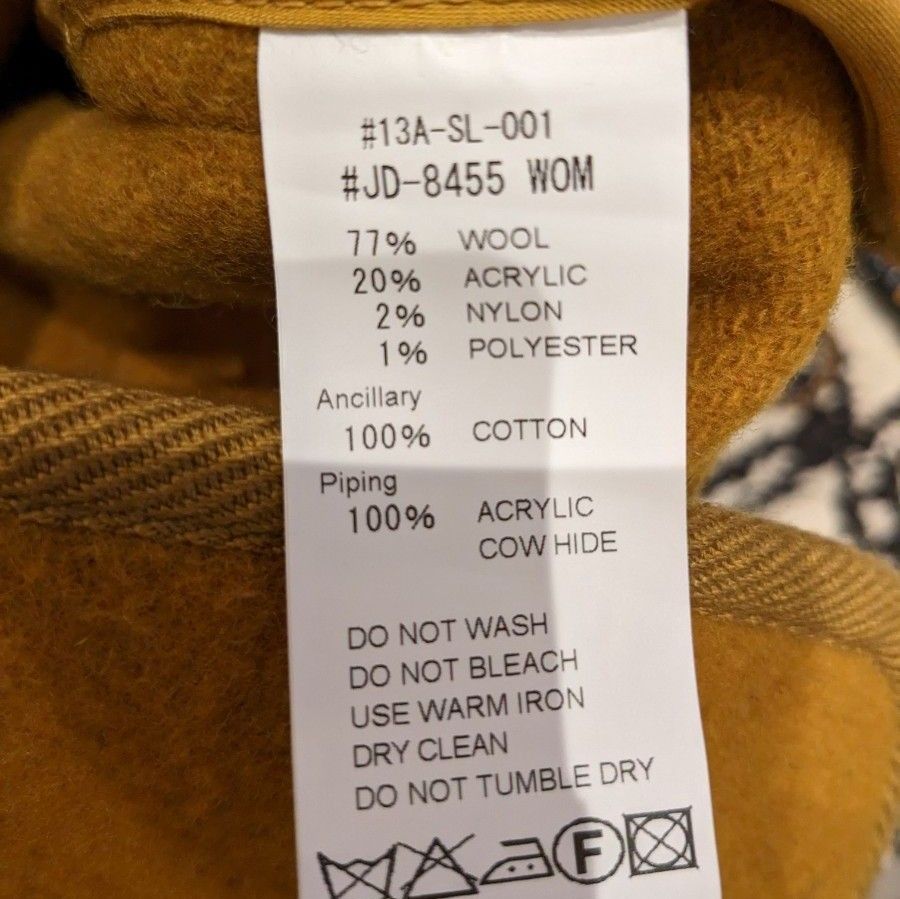 #13A-SL-001
#JD-8455 WOM
77% WOOL
20% ACRYLIC
2% NYLON
1% POLYESTER
Ancillary
100% COTTON
Piping
100% ACRYLIC
COW HIDE
DO NOT WASH
DO NOT BLEACH
USE WARM IRON
DRY CLEAN
DO NOT TUMBLE DRY
F